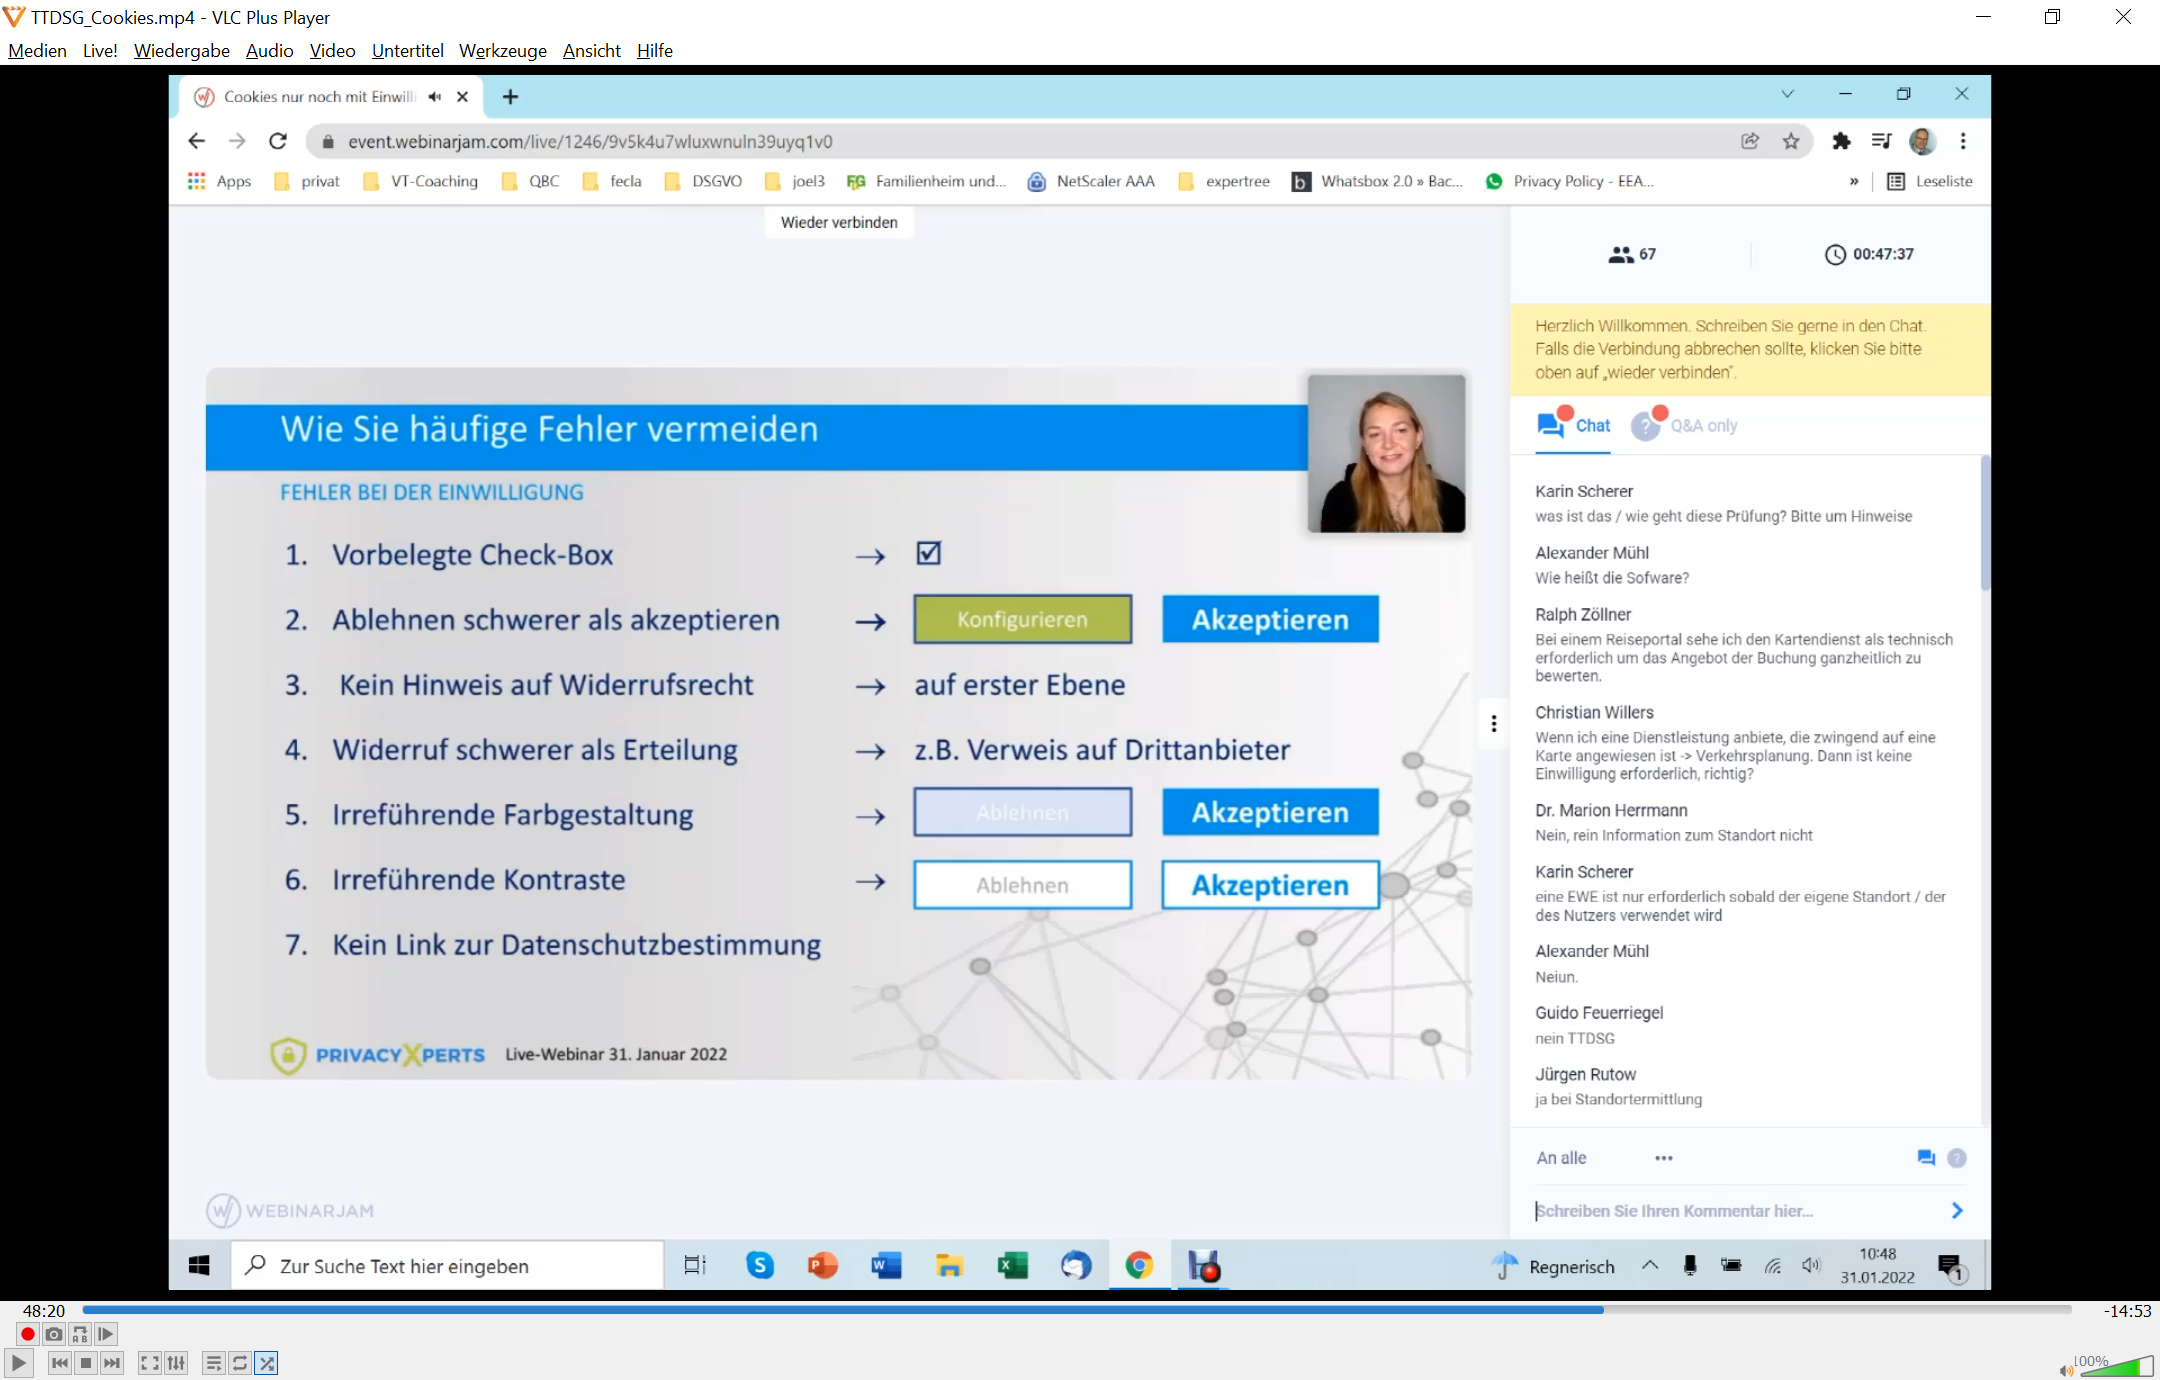 TTDSG_Cookies.mp4 - VLC Plus Player
Medien Live! Wiedergabe Audio Video Untertitel Werkzeuge Ansicht Hilfe
Cookies nur noch mit Einwilli
event.webinarjam.com/live/1246/9v5k4u7wluxwnuln39uyq1v0
Apps privat VT-Coaching QBC fecla DSGVO joel3 FG Familienheim und... NetScaler AAA expertree b Whatsbox 2.0 » Bac... Privacy Policy - EEA... » Leseliste
Wieder verbinden
67 00:47:37
Herzlich Willkommen. Schreiben Sie gerne in den Chat.
Falls die Verbindung abbrechen sollte, klicken Sie bitte
oben auf „wieder verbinden".
Chat ? Q&A only
Wie Sie häufige Fehler vermeiden
FEHLER BEI DER EINWILLIGUNG
1. Vorbelegte Check-Box → ☑
2. Ablehnen schwerer als akzeptieren → Konfigurieren Akzeptieren
3. Kein Hinweis auf Widerrufsrecht → auf erster Ebene
4. Widerruf schwerer als Erteilung → z.B. Verweis auf Drittanbieter
5. Irreführende Farbgestaltung → Ablehnen Akzeptieren
6. Irreführende Kontraste → Ablehnen Akzeptieren
7. Kein Link zur Datenschutzbestimmung
PRIVACYXPERTS Live-Webinar 31. Januar 2022
Karin Scherer
was ist das / wie geht diese Prüfung? Bitte um Hinweise
Alexander Mühl
Wie heißt die Sofware?
Ralph Zöllner
Bei einem Reiseportal sehe ich den Kartendienst als technisch
erforderlich um das Angebot der Buchung ganzheitlich zu
bewerten.
Christian Willers
Wenn ich eine Dienstleistung anbiete, die zwingend auf eine
Karte angewiesen ist -> Verkehrsplanung. Dann ist keine
Einwilligung erforderlich, richtig?
Dr. Marion Herrmann
Nein, rein Information zum Standort nicht
Karin Scherer
eine EWE ist nur erforderlich sobald der eigene Standort / der
des Nutzers verwendet wird
Alexander Mühl
Neiun.
Guido Feuerriegel
nein TTDSG
Jürgen Rutow
ja bei Standortermittlung
An alle ••• ?
Schreiben Sie Ihren Kommentar hier...
WEBINARJAM
Zur Suche Text hier eingeben
Regnerisch
10:48
31.01.2022
1
48:20 -14:53
100%